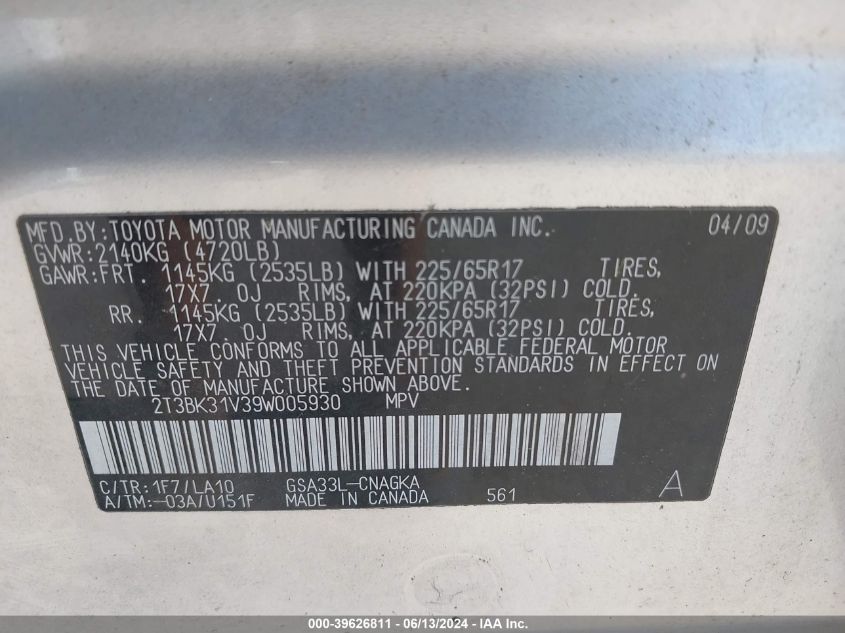 MFD.BY:TOYOTA MOTOR MANUFACTURING CANADA INC. 04/09
GVWR:2140KG (4720LB)
GAWR:FRT. 1145KG (2535LB) WITH 225/65R17 TIRES,
17X7.0J RIMS, AT 220KPA (32PSI) COLD.
RR. 1145KG (2535LB) WITH 225/65R17 TIRES,
17X7.0J RIMS, AT 220KPA (32PSI) COLD.
THIS VEHICLE CONFORMS TO ALL APPLICABLE FEDERAL MOTOR
VEHICLE SAFETY AND THEFT PREVENTION STANDARDS IN EFFECT ON
THE DATE OF MANUFACTURE SHOWN ABOVE.
2T3BK31V39W005930 MPV
C/TR:1F7/LA10 GSA33L-CNAGKA
A/TM:-03A/U151F MADE IN CANADA 561 A
000-39626811 - 06/13/2024 - IAA Inc.